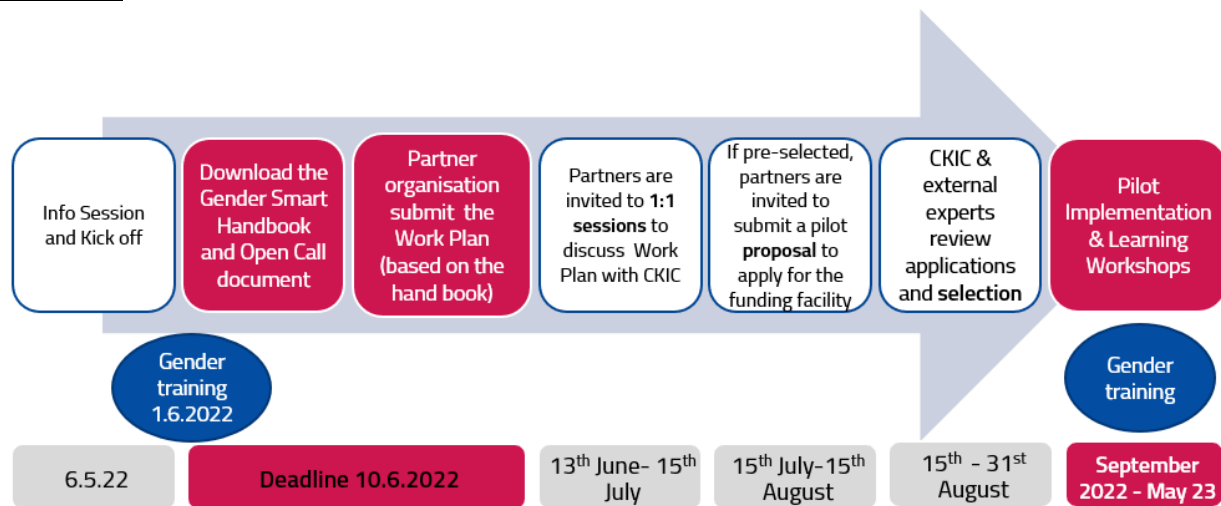 Info Session
and Kick off
Download the
Gender Smart
Handbook
and Open Call
document
Partner
organisation
submit the
Work Plan
(based on the
hand book)
Partners are
invited to 1:1
sessions to
discuss Work
Plan with CKIC
If pre-selected,
partners are
invited to
submit a pilot
proposal to
apply for the
funding facility
CKIC &
external
experts
review
applications
and selection
Pilot
Implementation
& Learning
Workshops
Gender
training
1.6.2022
Gender
training
6.5.22
Deadline 10.6.2022
13th June- 15th
July
15th July-15th
August
15th - 31st
August
September
2022 - May 23